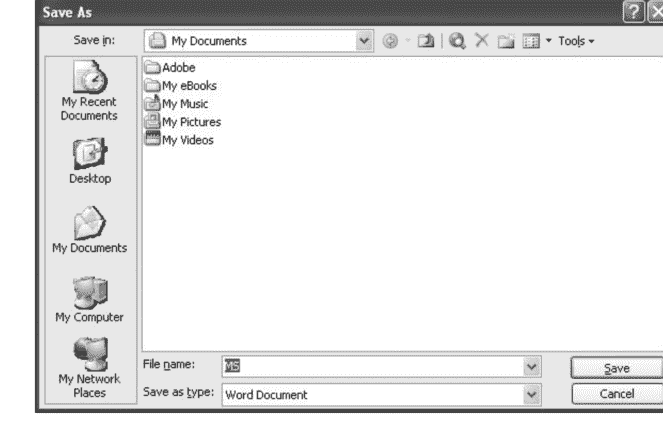 Save As
Save in:
My Documents
Tools
Adobe
My eBooks
My Music
My Pictures
My Videos
My Recent
Documents
Desktop
My Documents
My Computer
My Network
Places
File name:
MS
Save
Save as type:
Word Document
Cancel